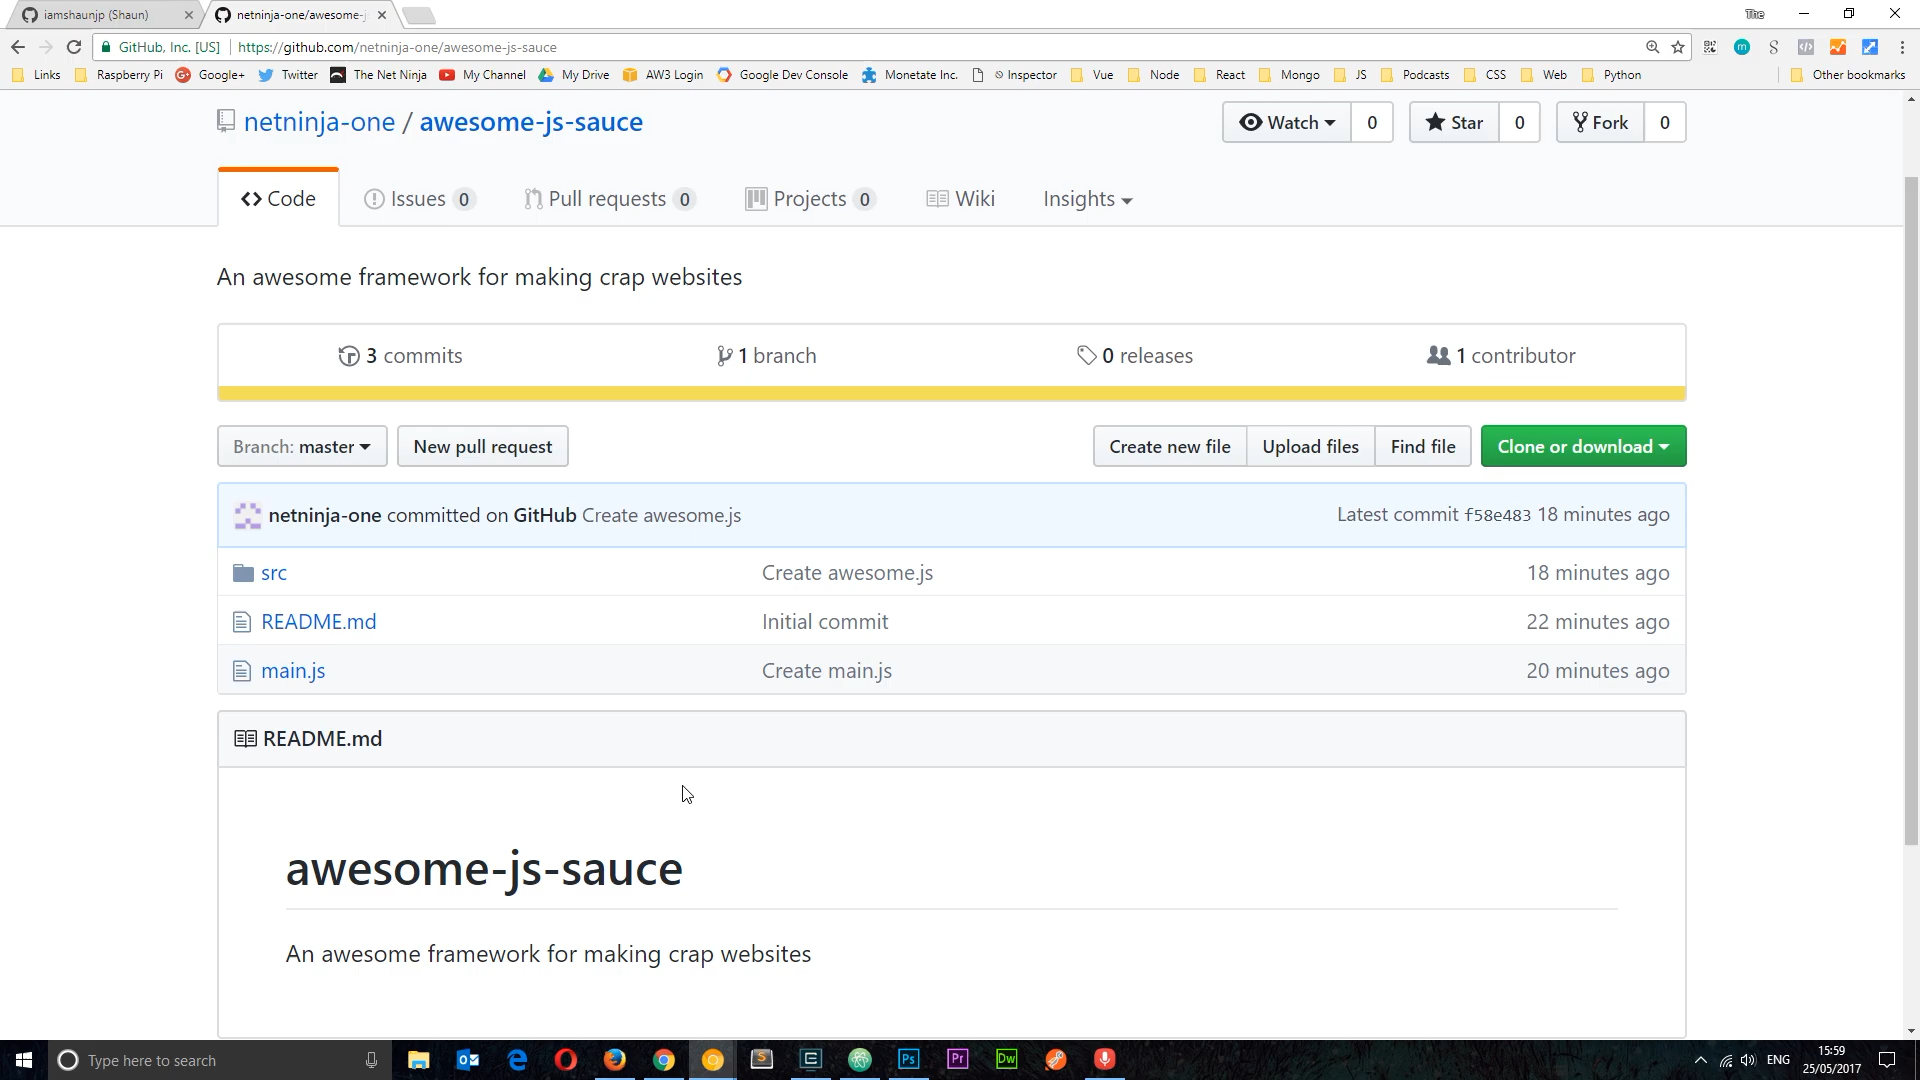 iamshaunjp (Shaun)
netninja-one/awesome-j
The
GitHub, Inc. [US]
https://github.com/netninja-one/awesome-js-sauce
Links Raspberry Pi Google+ Twitter The Net Ninja My Channel My Drive AW3 Login Google Dev Console Monetate Inc. Inspector Vue Node React Mongo JS Podcasts CSS Web Python Other bookmarks
netninja-one / awesome-js-sauce
Watch 0 Star 0 Fork 0
Code Issues 0 Pull requests 0 Projects 0 Wiki Insights
An awesome framework for making crap websites
3 commits 1 branch 0 releases 1 contributor
Branch: master New pull request Create new file Upload files Find file Clone or download
netninja-one committed on GitHub Create awesome.js Latest commit f58e483 18 minutes ago
src Create awesome.js 18 minutes ago
README.md Initial commit 22 minutes ago
main.js Create main.js 20 minutes ago
README.md
awesome-js-sauce
An awesome framework for making crap websites
Type here to search
Ps Pr Dw
ENG
15:59
25/05/2017